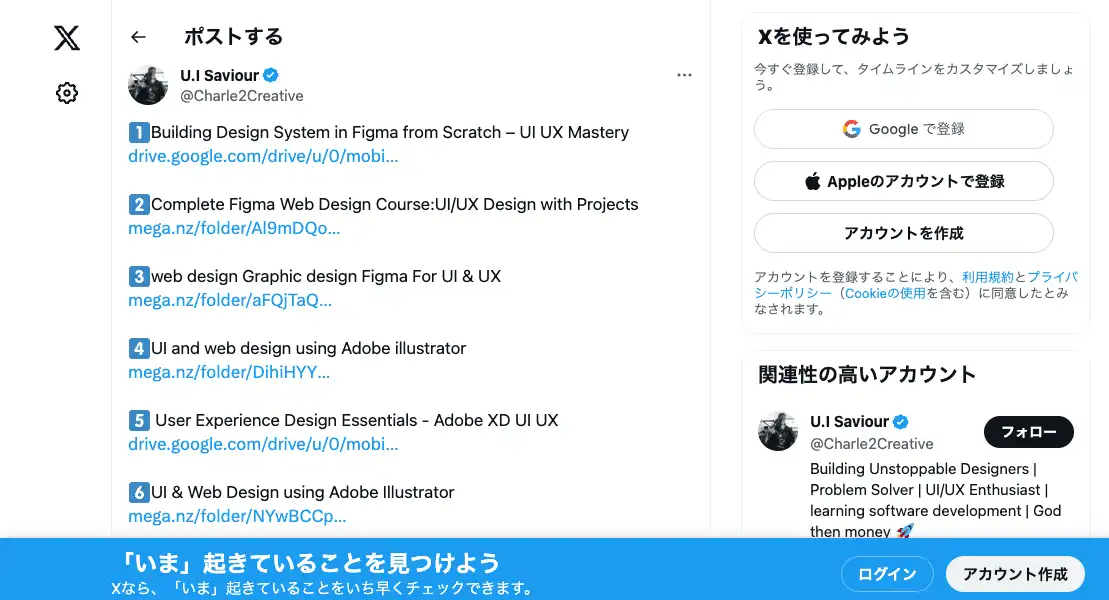 ポストする
U.I Saviour
@Charle2Creative
1️⃣Building Design System in Figma from Scratch – UI UX Mastery
drive.google.com/drive/u/0/mobi...
2️⃣Complete Figma Web Design Course:UI/UX Design with Projects
mega.nz/folder/Al9mDQo...
3️⃣web design Graphic design Figma For UI & UX
mega.nz/folder/aFQjTaQ...
4️⃣UI and web design using Adobe illustrator
mega.nz/folder/DihiHYY...
5️⃣ User Experience Design Essentials - Adobe XD UI UX
drive.google.com/drive/u/0/mobi...
6️⃣UI & Web Design using Adobe Illustrator
mega.nz/folder/NYwBCCp...
Xを使ってみよう
今すぐ登録して、タイムラインをカスタマイズしましょ
う。
Google で登録
Appleのアカウントで登録
アカウントを作成
アカウントを登録することにより、利用規約とプライバ
シーポリシー（Cookieの使用を含む）に同意したとみ
なされます。
関連性の高いアカウント
U.I Saviour
@Charle2Creative
フォロー
Building Unstoppable Designers |
Problem Solver | UI/UX Enthusiast |
learning software development | God
then money 🚀
「いま」起きていることを見つけよう
Xなら、「いま」起きていることをいち早くチェックできます。
ログイン
アカウント作成